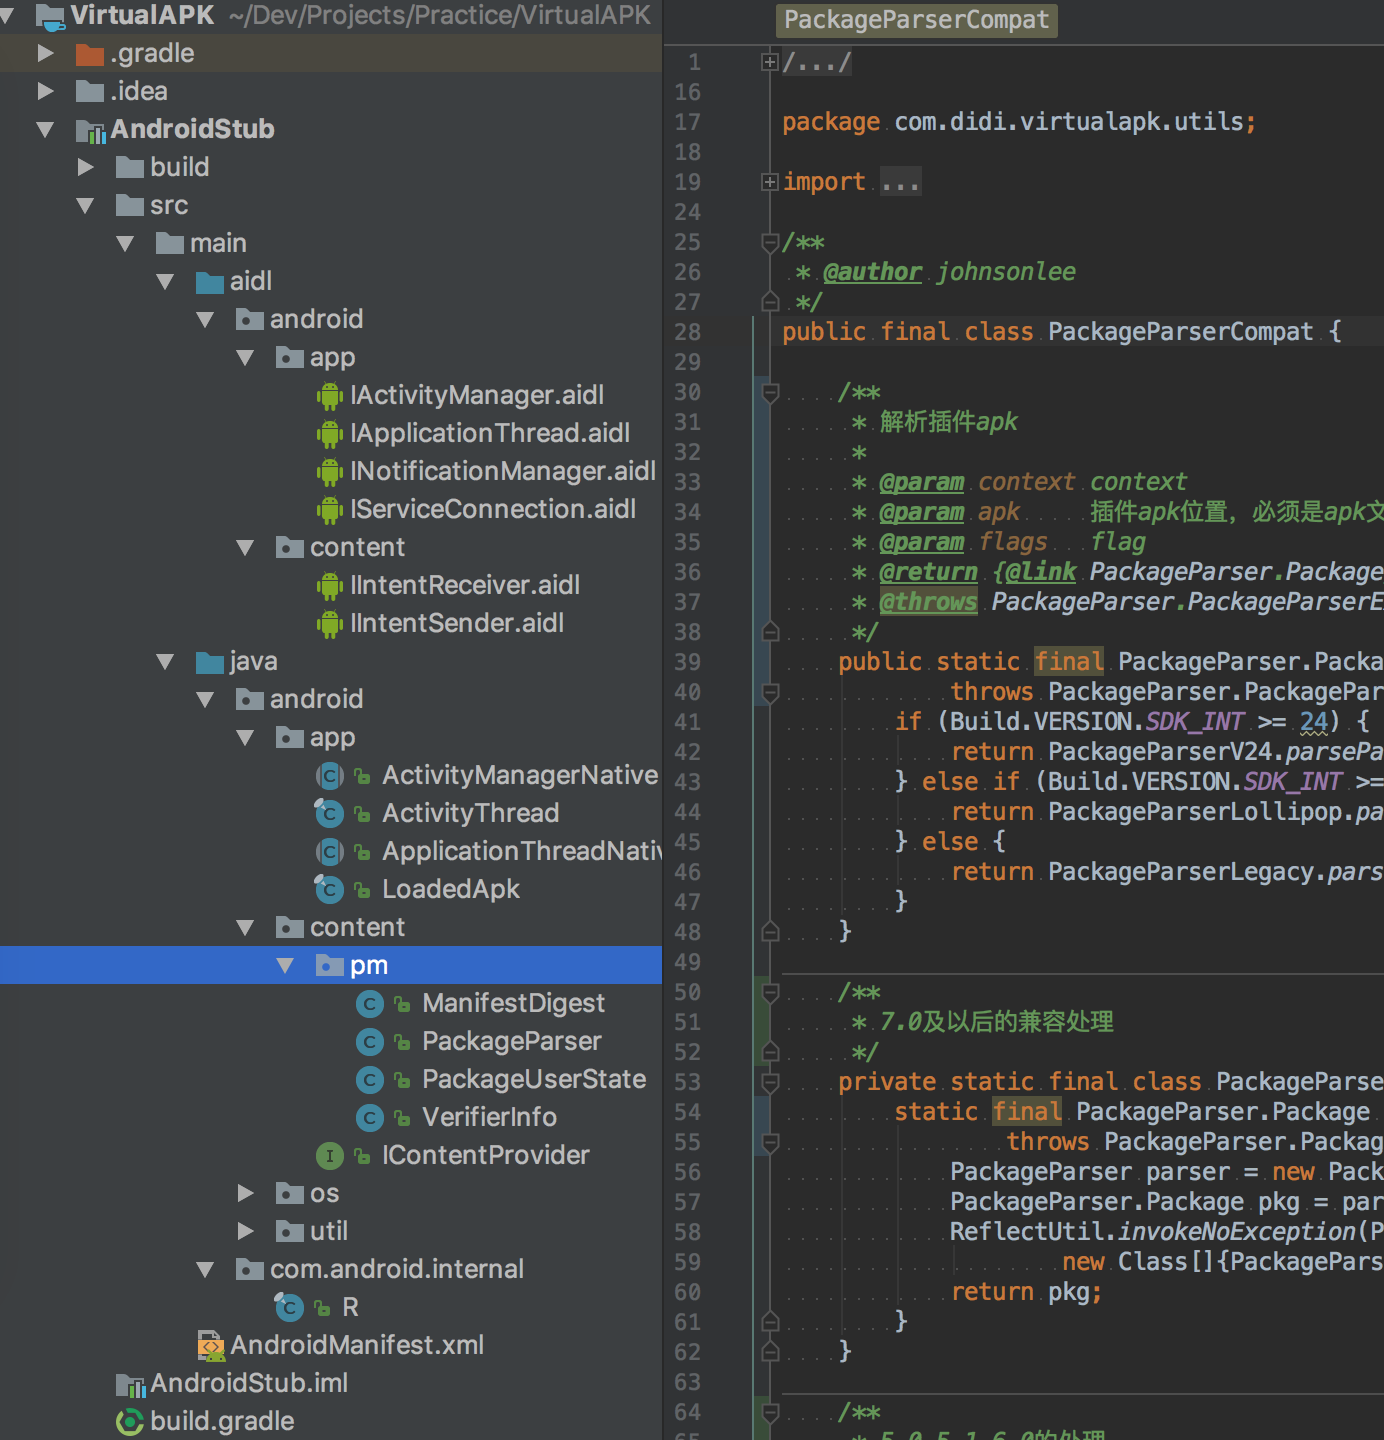 VirtualAPK ~/Dev/Projects/Practice/VirtualAPK
.gradle
.idea
AndroidStub
build
src
main
aidl
android
app
IActivityManager.aidl
IApplicationThread.aidl
INotificationManager.aidl
IServiceConnection.aidl
content
IIntentReceiver.aidl
IIntentSender.aidl
java
android
app
ActivityManagerNative
ActivityThread
ApplicationThreadNativ
LoadedApk
content
pm
ManifestDigest
PackageParser
PackageUserState
VerifierInfo
IContentProvider
os
util
com.android.internal
R
AndroidManifest.xml
AndroidStub.iml
build.gradle
PackageParserCompat
1 /.../
16
17 package com.didi.virtualapk.utils;
18
19 import ...
24
25 /**
26 * @author johnsonlee
27 */
28 public final class PackageParserCompat {
29
30 /**
31 * 解析插件apk
32 *
33 * @param context context
34 * @param apk 插件apk位置，必须是apk文
35 * @param flags flag
36 * @return {@link PackageParser.Package
37 * @throws PackageParser.PackageParserE
38 */
39 public static final PackageParser.Packa
40 throws PackageParser.PackagePar
41 if (Build.VERSION.SDK_INT >= 24) {
42 return PackageParserV24.parsePa
43 } else if (Build.VERSION.SDK_INT >=
44 return PackageParserLollipop.pa
45 } else {
46 return PackageParserLegacy.pars
47 }
48 }
49
50 /**
51 * 7.0及以后的兼容处理
52 */
53 private static final class PackageParse
54 static final PackageParser.Package
55 throws PackageParser.Packag
56 PackageParser parser = new Pack
57 PackageParser.Package pkg = par
58 ReflectUtil.invokeNoException(P
59 new Class[]{PackagePars
60 return pkg;
61 }
62 }
63
64 /**
65 * 5.0,5.1,6.0的处理